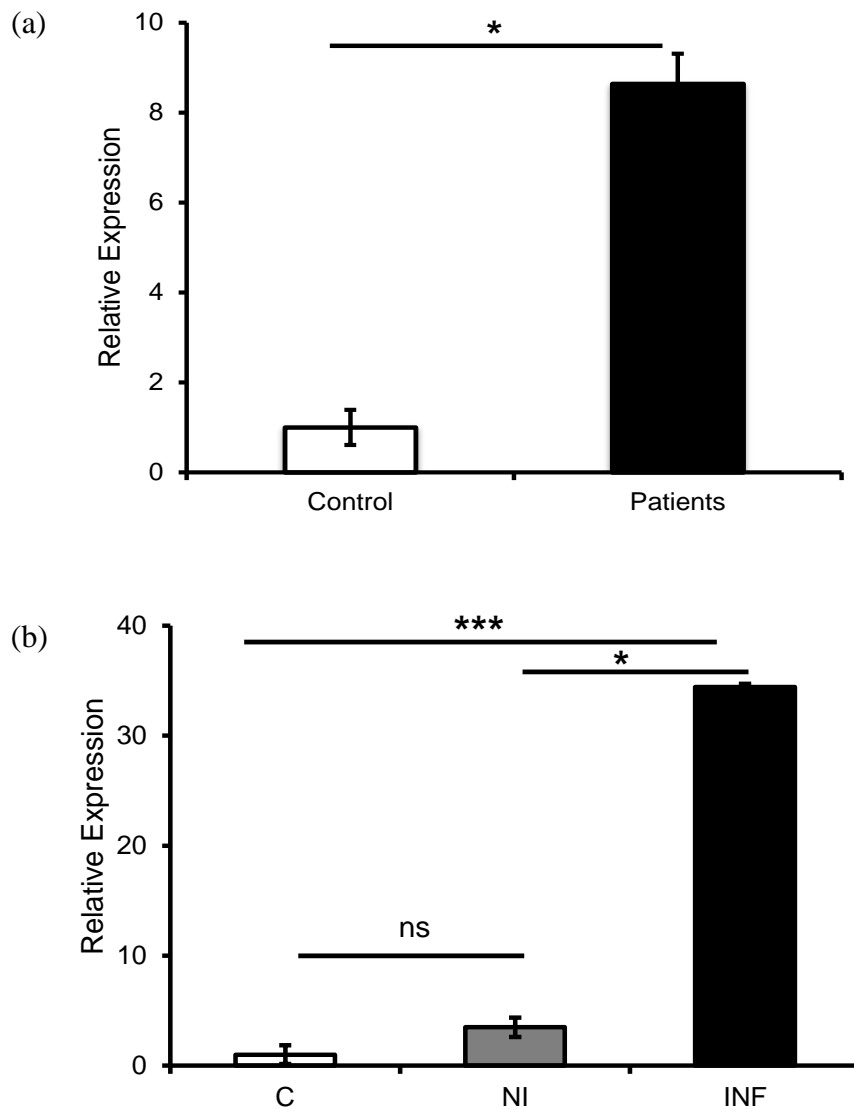 (a)
*
10
8
6
4
2
0
Relative Expression
Control Patients
(b)
***
*
ns
40
30
20
10
0
Relative Expression
C NI INF